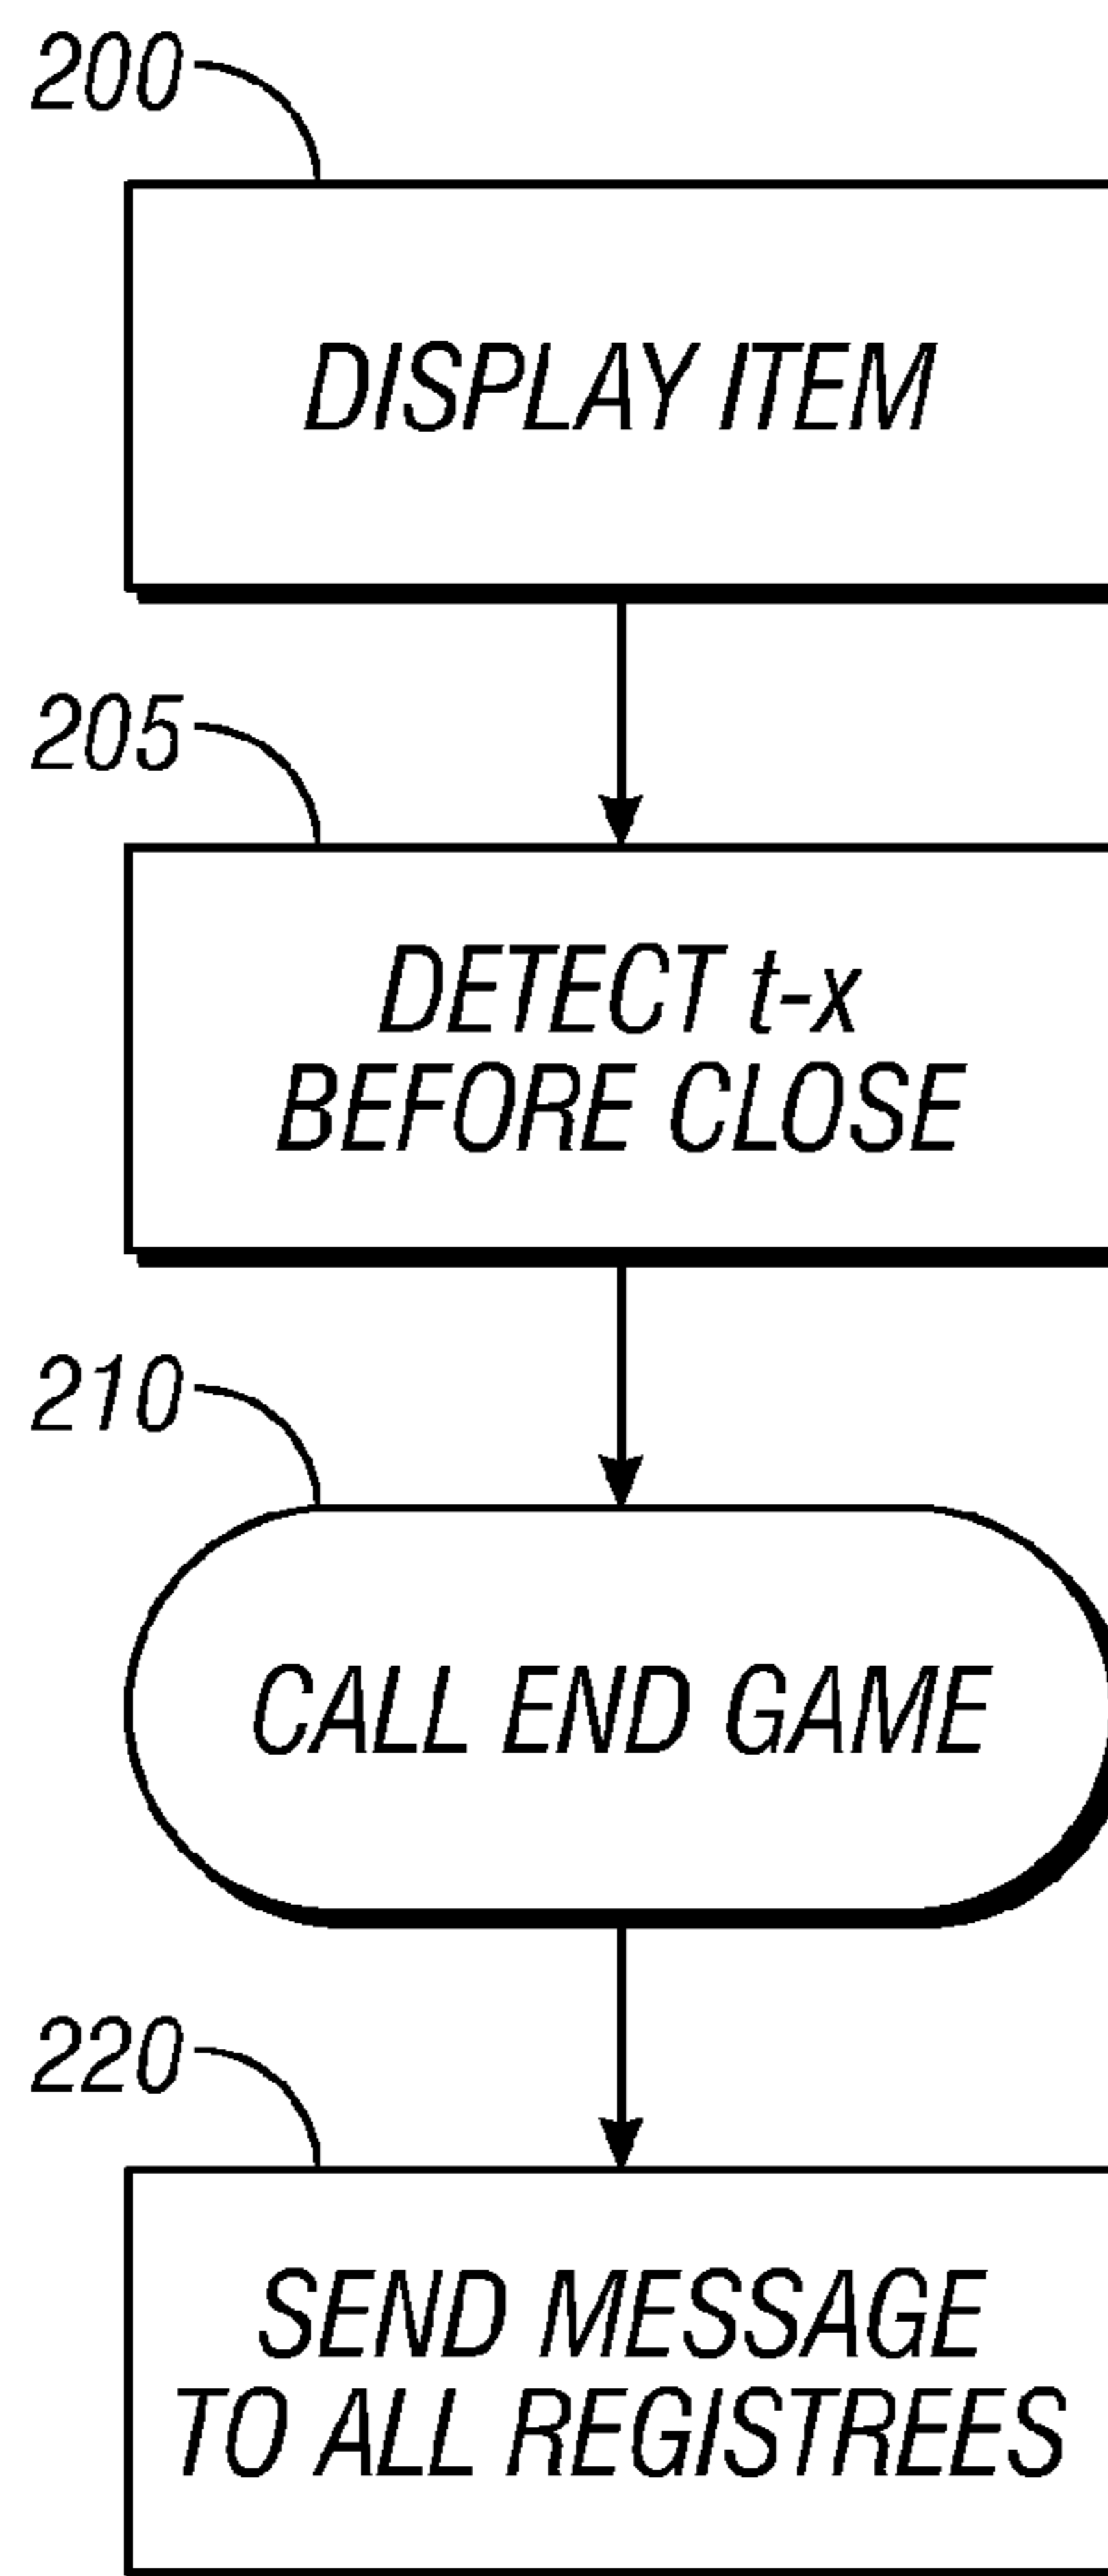 200
DISPLAY ITEM
205
DETECT t-x
BEFORE CLOSE
210
CALL END GAME
220
SEND MESSAGE
TO ALL REGISTREES